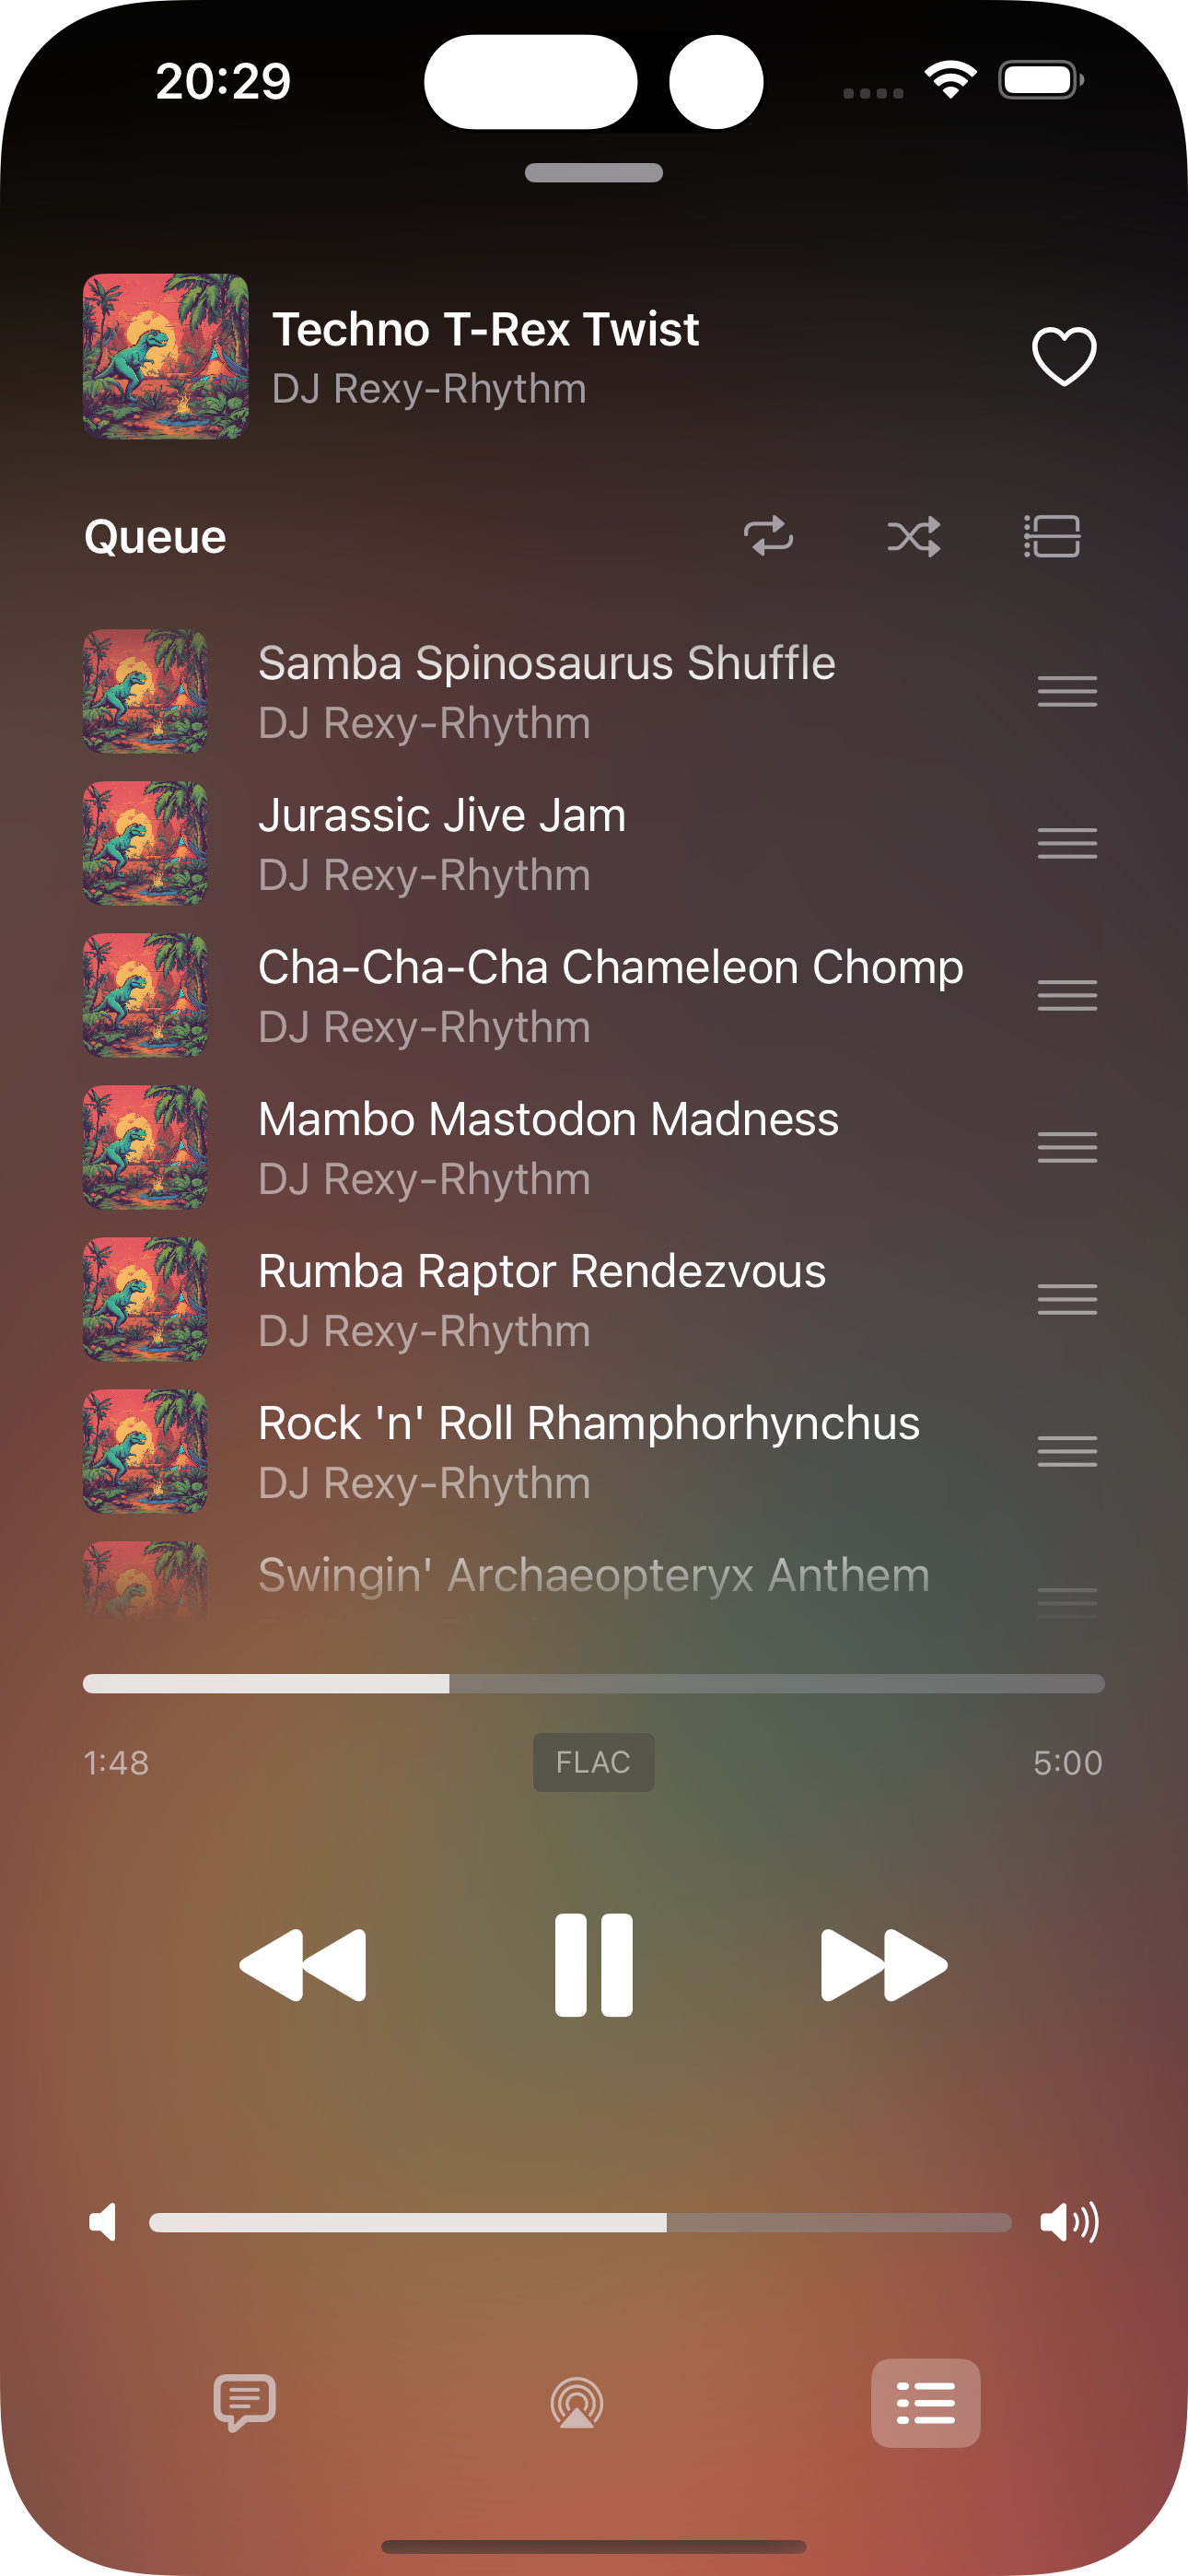 20:29
Techno T-Rex Twist
DJ Rexy-Rhythm
Queue
Samba Spinosaurus Shuffle
DJ Rexy-Rhythm
Jurassic Jive Jam
DJ Rexy-Rhythm
Cha-Cha-Cha Chameleon Chomp
DJ Rexy-Rhythm
Mambo Mastodon Madness
DJ Rexy-Rhythm
Rumba Raptor Rendezvous
DJ Rexy-Rhythm
Rock 'n' Roll Rhamphorhynchus
DJ Rexy-Rhythm
Swingin' Archaeopteryx Anthem
1:48 FLAC 5:00